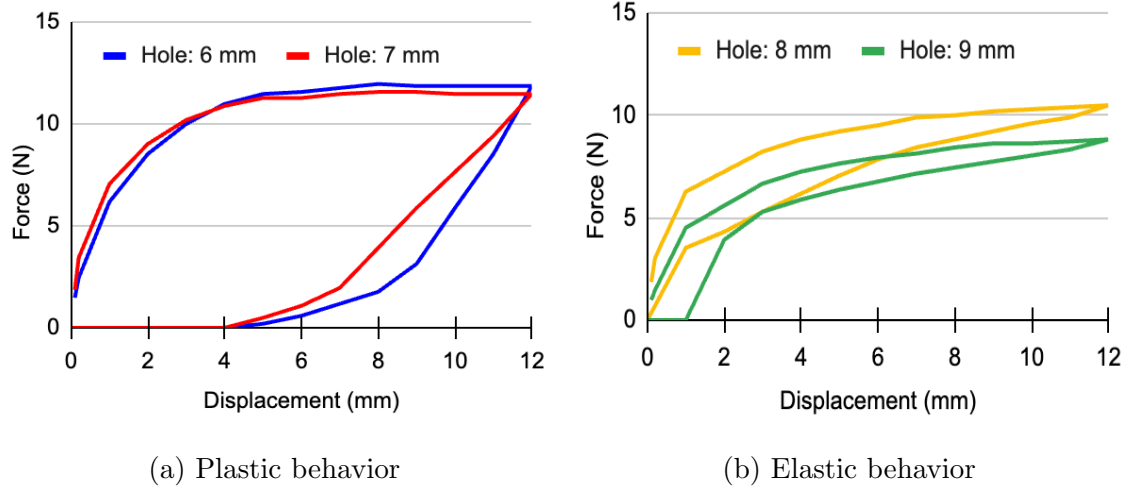 15
Hole: 6 mm Hole: 7 mm
10
5
0
Force (N)
0 2 4 6 8 10 12
Displacement (mm)
(a) Plastic behavior
15
Hole: 8 mm Hole: 9 mm
10
5
0
Force (N)
0 2 4 6 8 10 12
Displacement (mm)
(b) Elastic behavior